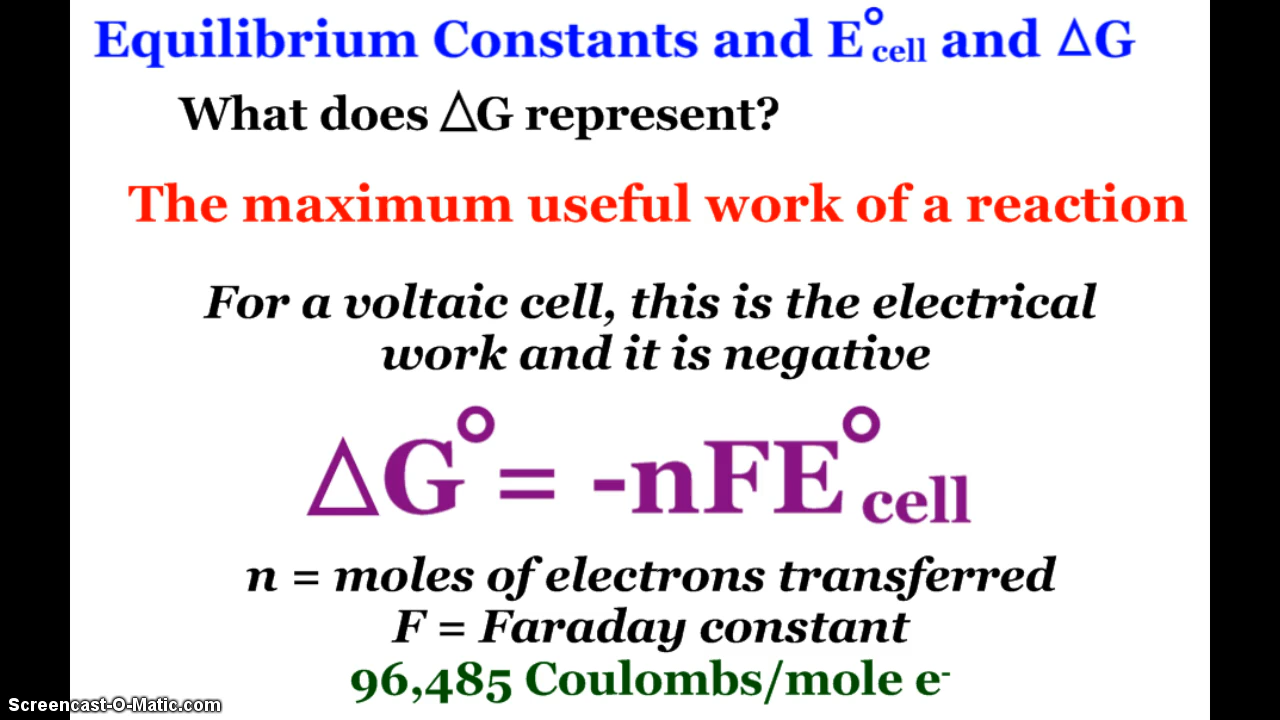 Equilibrium Constants and E°cell and ΔG
What does ΔG represent?
The maximum useful work of a reaction
For a voltaic cell, this is the electrical
work and it is negative
ΔG°= -nFE°cell
n = moles of electrons transferred
F = Faraday constant
96,485 Coulombs/mole e-
Screencast-O-Matic.com